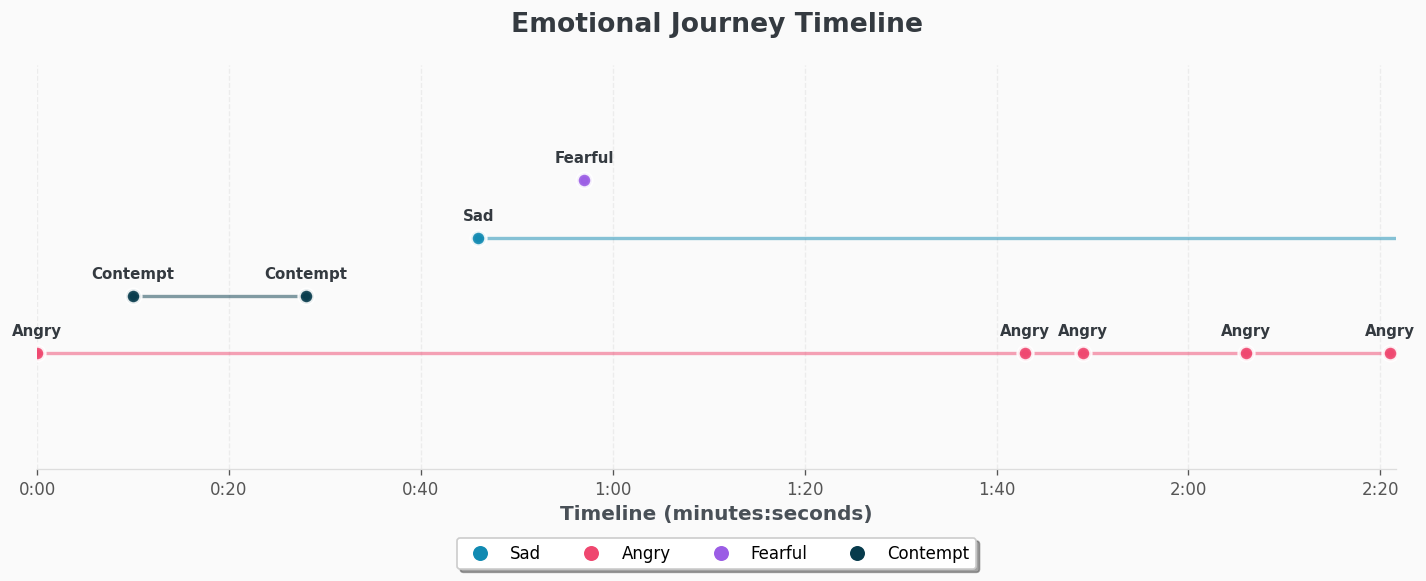 Emotional Journey Timeline
Fearful
Sad
Contempt Contempt
Angry Angry Angry Angry Angry
0:00 0:20 0:40 1:00 1:20 1:40 2:00 2:20
Timeline (minutes:seconds)
Sad Angry Fearful Contempt